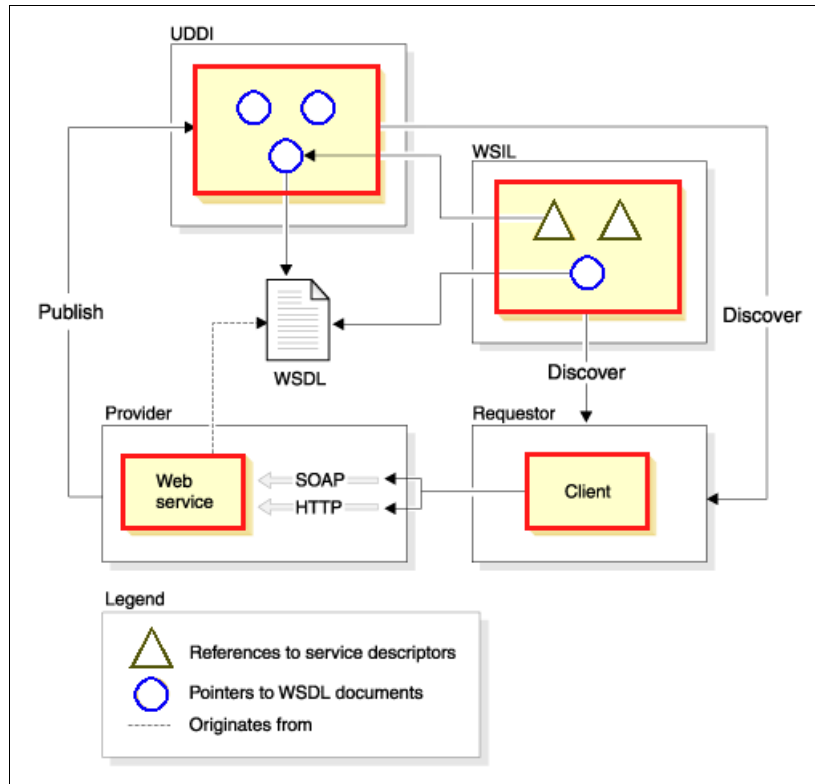 UDDI
WSIL
Publish
Discover
WSDL
Discover
Provider
Requestor
Web
service
SOAP
HTTP
Client
Legend
References to service descriptors
Pointers to WSDL documents
Originates from